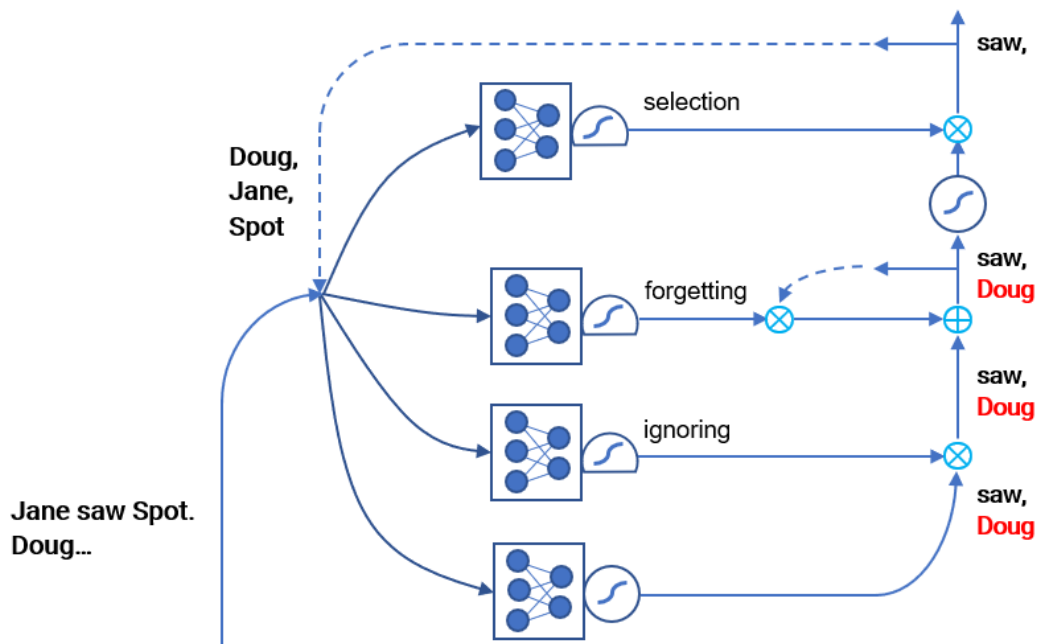 saw,
selection
Doug,
Jane,
Spot
saw,
Doug
forgetting
saw,
Doug
ignoring
saw,
Doug
Jane saw Spot.
Doug...